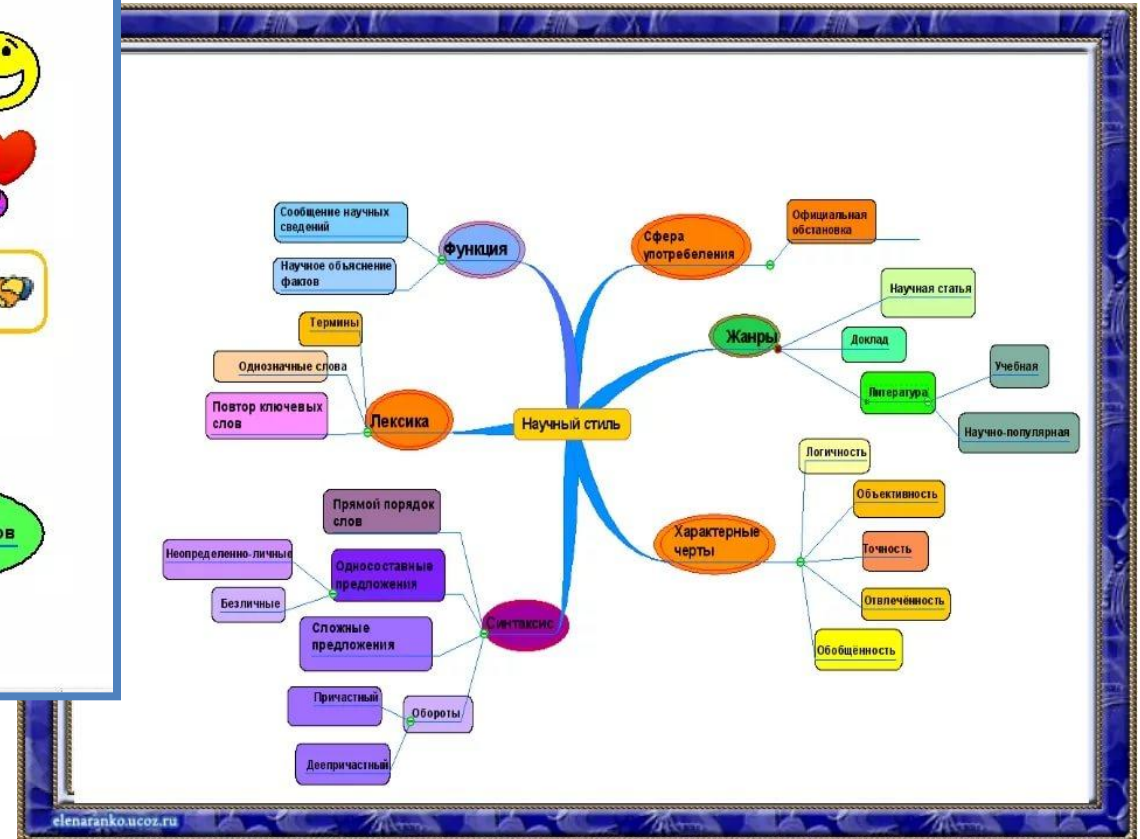 Сообщение научных
сведений
Научное объяснение
фактов
Функция
Сфера
употребеления
Официальная
обстановка
Жанры
Научная статья
Доклад
Литература
Учебная
Научно-популярная
Термины
Однозначные слова
Повтор ключевых
слов
Лексика
Научный стиль
Характерные
черты
Логичность
Объективность
Точность
Отвлечённость
Обобщённость
Прямой порядок
слов
Неопределенно-личные
Безличные
Односоставные
предложения
Сложные
предложения
Синтаксис
Причастный
Деепричастный
Обороты
elenaranko.ucoz.ru